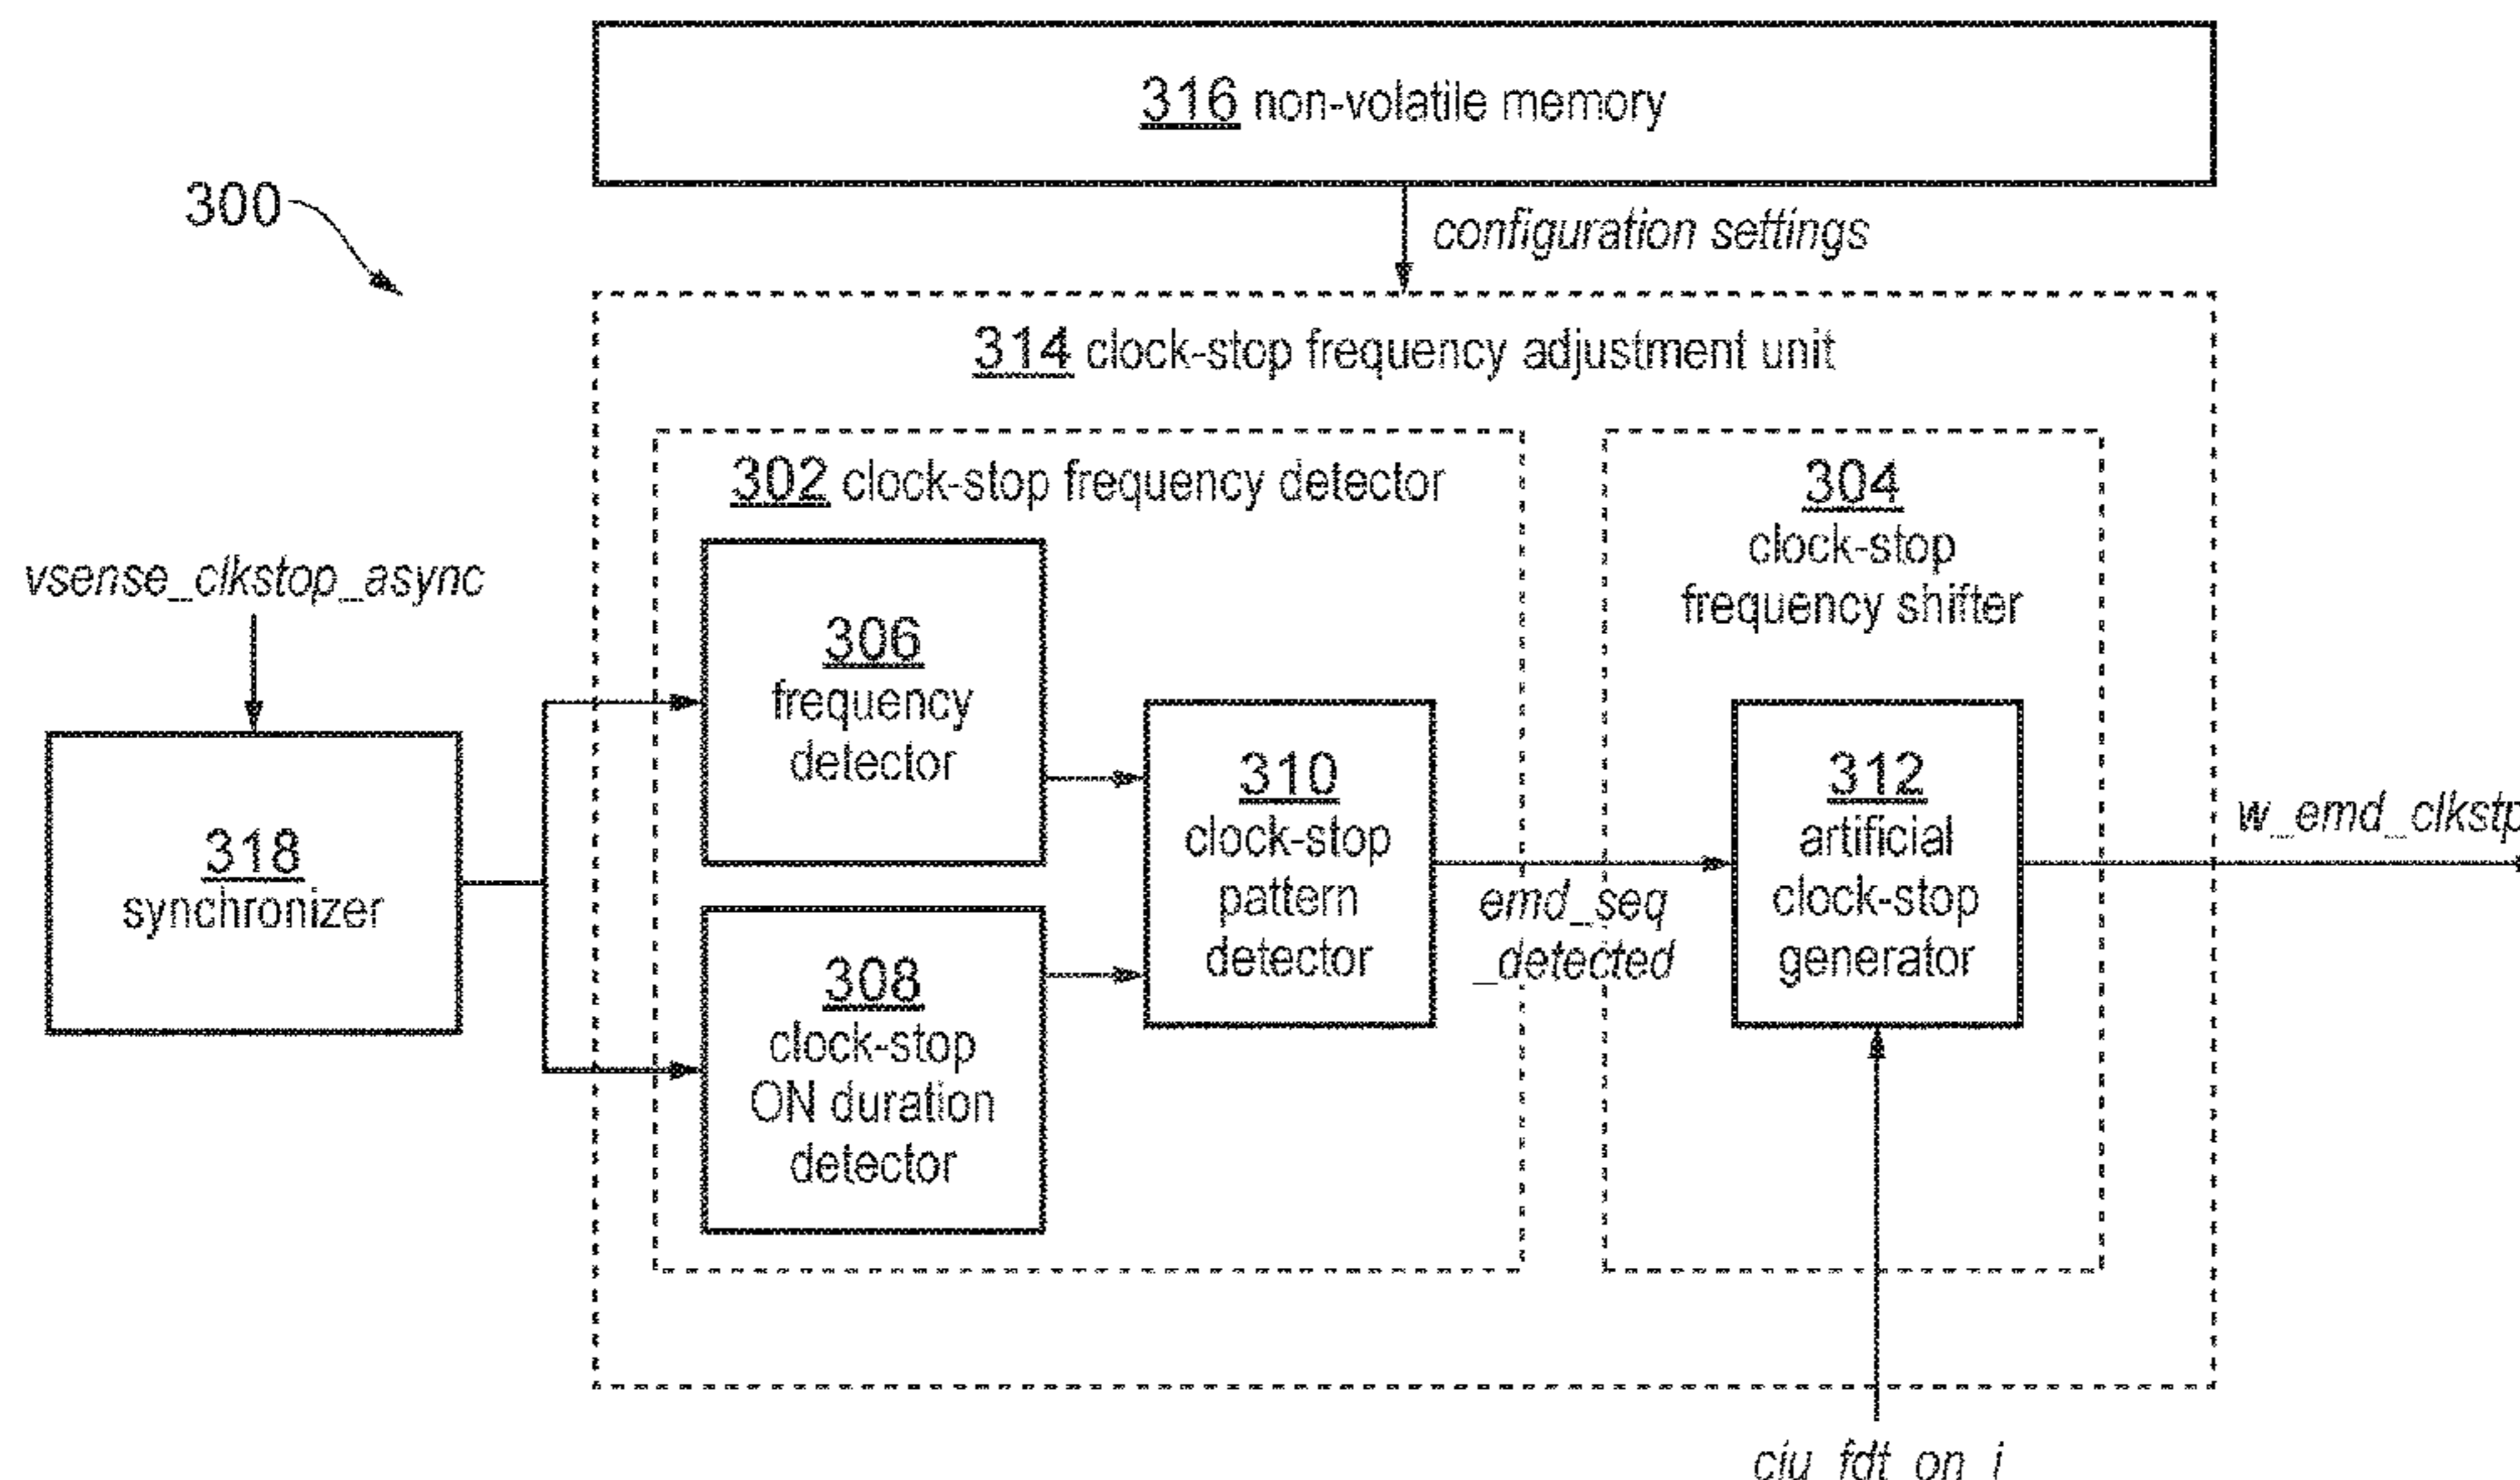 316 non-volatile memory
300
configuration settings
314 clock-stop frequency adjustment unit
302 clock-stop frequency detector
304
clock-stop
frequency shifter
vsense_clkstop_async
306
frequency
detector
318
synchronizer
310
clock-stop
pattern
detector
312
artificial
clock-stop
generator
w_emd_clkstp
emd_seq
_detected
308
clock-stop
ON duration
detector
ciu_fdt_on_i